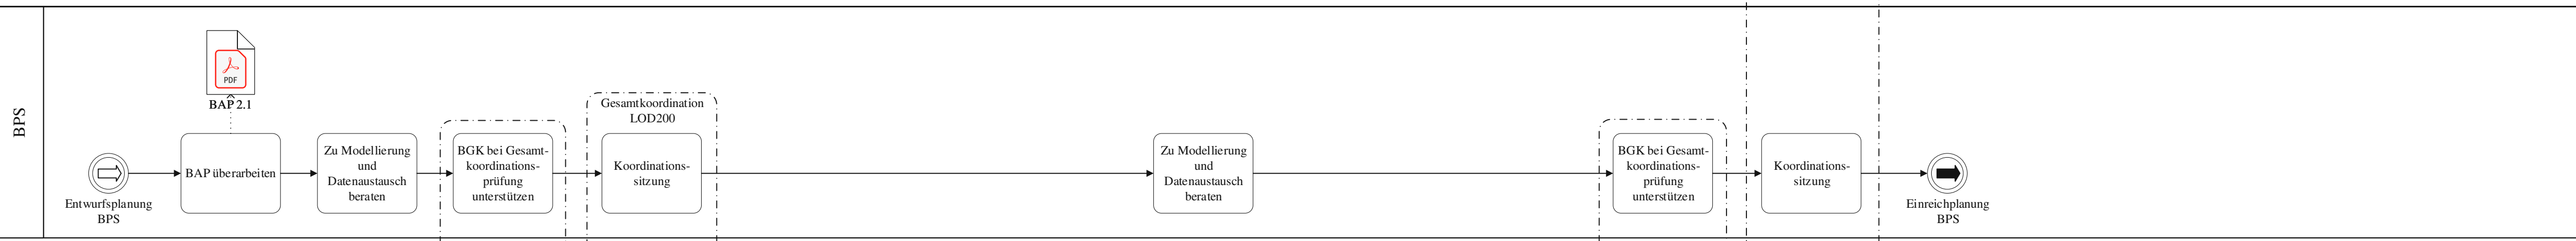 BPS
PDF
BAP 2.1
Entwurfsplanung
BPS
BAP überarbeiten
Zu Modellierung
und
Datenaustausch
beraten
BGK bei Gesamt-
koordinations-
prüfung
unterstützen
Gesamtkoordination
LOD200
Koordinations-
sitzung
Zu Modellierung
und
Datenaustausch
beraten
BGK bei Gesamt-
koordinations-
prüfung
unterstützen
Koordinations-
sitzung
Einreichplanung
BPS